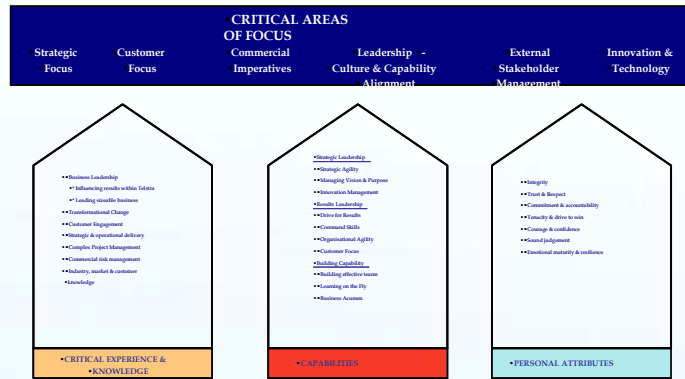 •CRITICAL AREAS
OF FOCUS
Strategic
•Focus
Customer
•Focus
•Commercial
•Imperatives
•Leadership -
•Culture & Capability
•Alignment
External
•Stakeholder
Management
Innovation &
•Technology
••Business Leadership
•* Influencing results within Telstra
•* Leading sizeable business
••Transformational Change
••Customer Engagement
••Strategic & operational delivery
••Complex Project Management
••Commercial risk management
••Industry, market & customer
•knowledge
•CRITICAL EXPERIENCE &
•KNOWLEDGE
•Strategic Leadership
••Strategic Agility
••Managing Vision & Purpose
••Innovation Management
•Results Leadership
••Drive for Results
••Command Skills
••Organisational Agility
••Customer Focus
•Building Capability
••Building effective teams
••Learning on the Fly
••Business Acumen
•CAPABILITIES
••Integrity
••Trust & Respect
••Commitment & accountability
••Tenacity & drive to win
••Courage & confidence
••Sound judgement
••Emotional maturity & resilience
•PERSONAL ATTRIBUTES